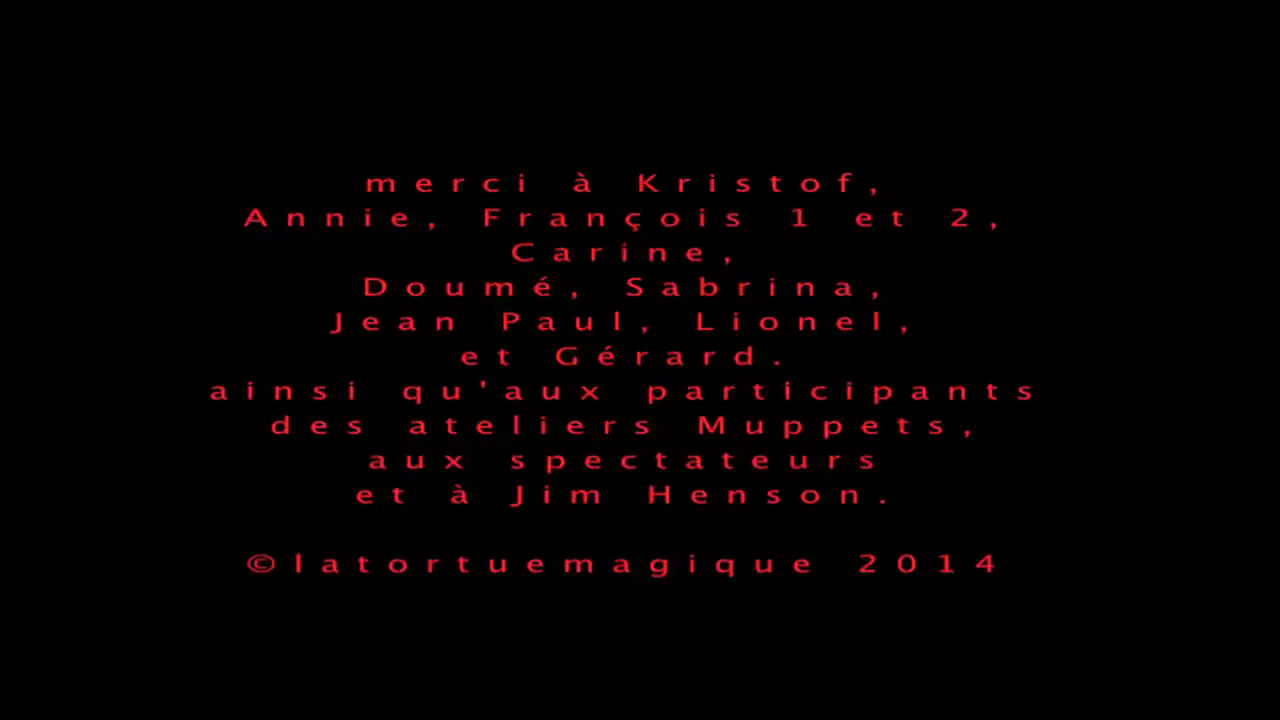 merci à Kristof,
Annie, François 1 et 2,
Carine,
Doumé, Sabrina,
Jean Paul, Lionel,
et Gérard.
ainsi qu'aux participants
des ateliers Muppets,
aux spectateurs
et à Jim Henson.
©latortuemagique 2014